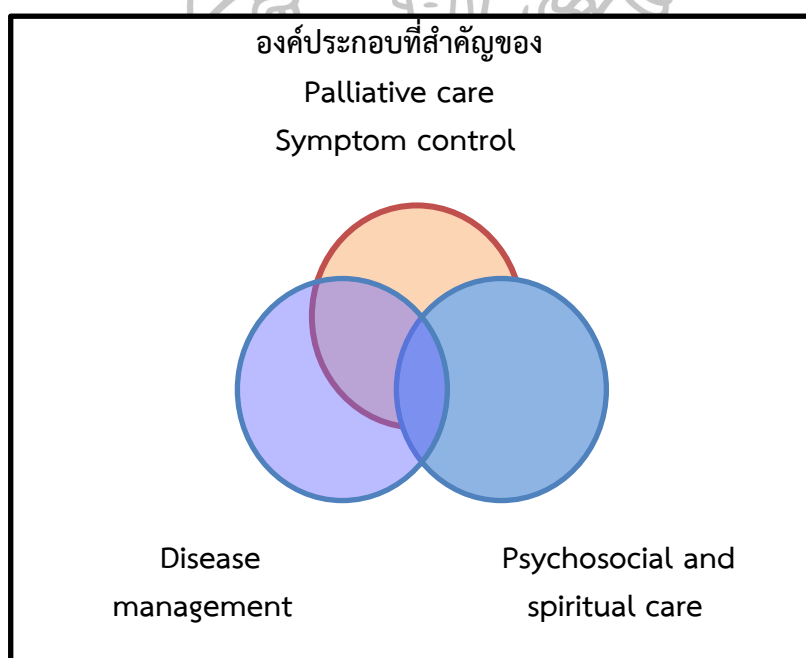 องค์ประกอบที่สำคัญของ
Palliative care
Symptom control
Disease
management
Psychosocial and
spiritual care